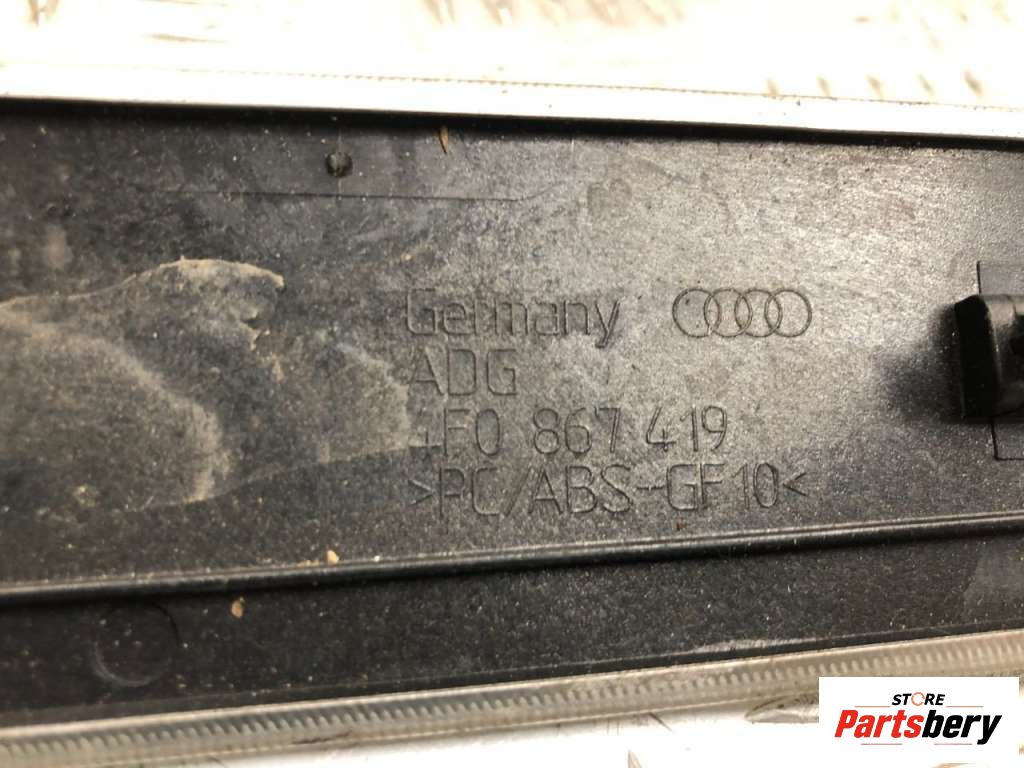 Germany
ADG
4F0 867 419
>PC/ABS-GF10<
STORE
Partsbery